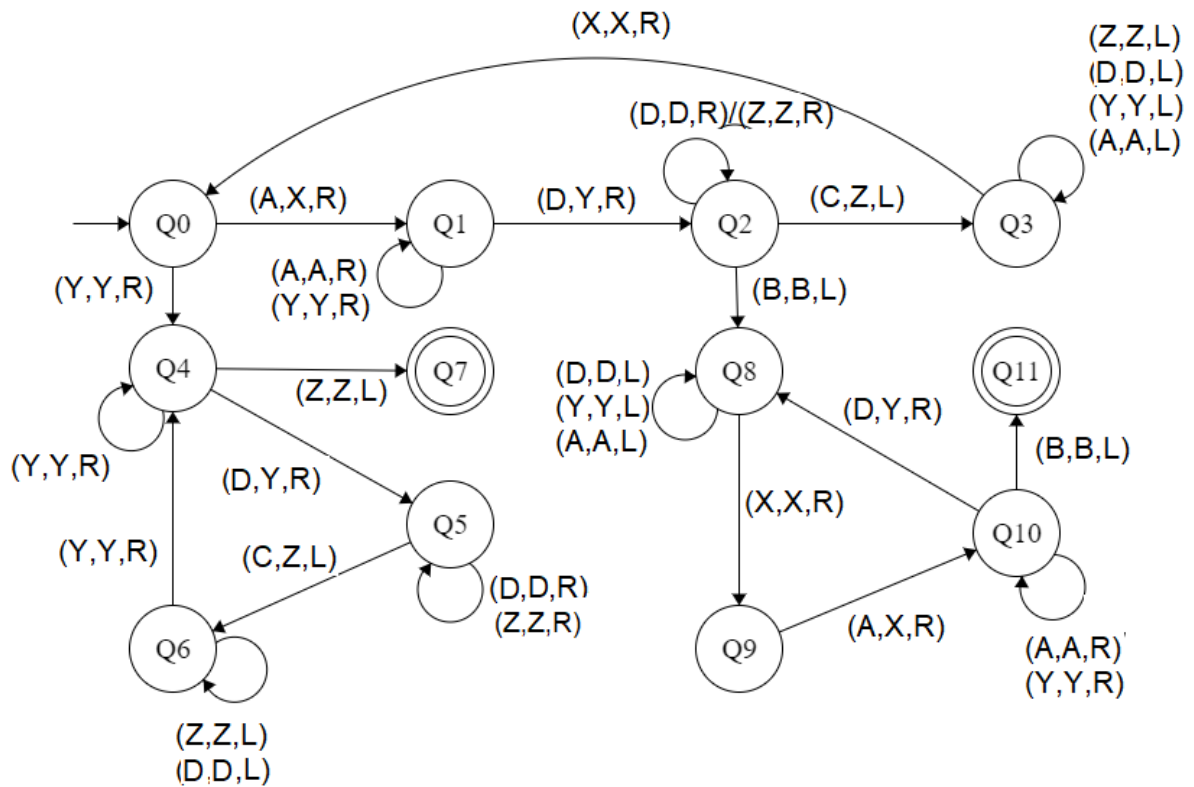 (X,X,R)
(Z,Z,L)
(D,D,L)
(Y,Y,L)
(A,A,L)
(D,D,R)/(Z,Z,R)
Q0
(A,X,R)
Q1
(D,Y,R)
Q2
(C,Z,L)
Q3
(Y,Y,R)
(A,A,R)
(Y,Y,R)
(B,B,L)
Q4
(Z,Z,L)
Q7
(D,D,L)
(Y,Y,L)
(A,A,L)
Q8
(D,Y,R)
Q11
(Y,Y,R)
(D,Y,R)
(B,B,L)
(X,X,R)
Q5
Q10
(Y,Y,R)
(C,Z,L)
(D,D,R)
(Z,Z,R)
Q6
Q9
(A,X,R)
(A,A,R)
(Y,Y,R)
(Z,Z,L)
(D,D,L)